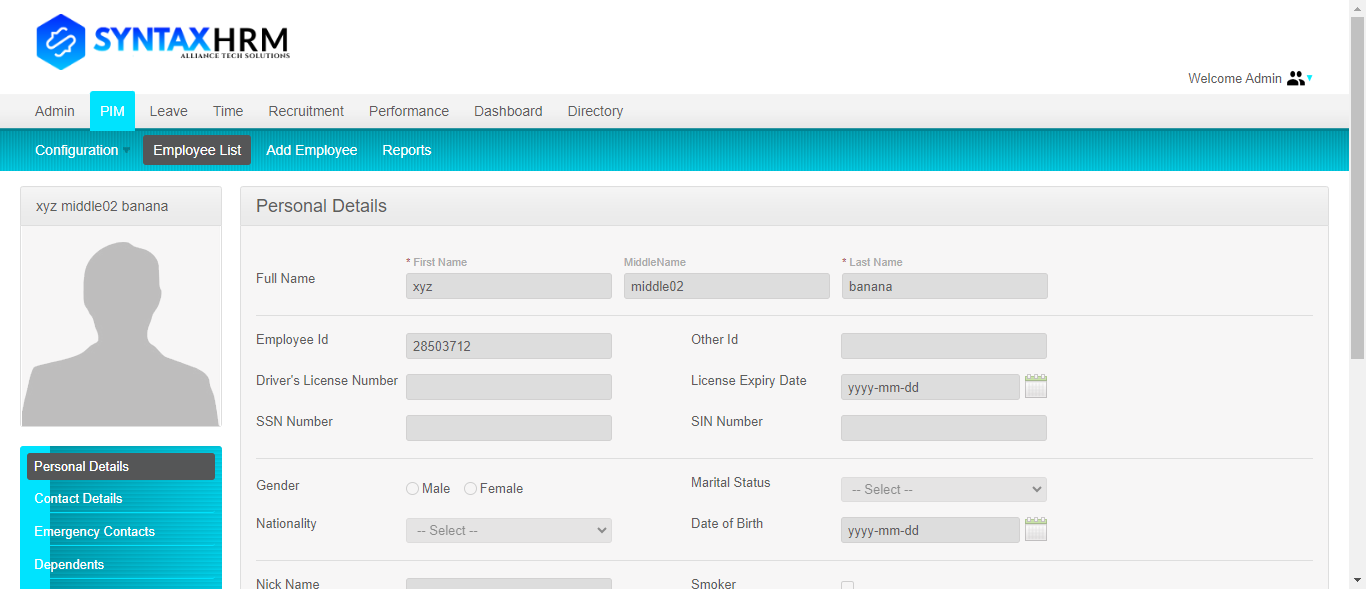 SYNTAXHRM
ALLIANCE TECH SOLUTIONS
Welcome Admin
Admin PIM Leave Time Recruitment Performance Dashboard Directory
Configuration Employee List Add Employee Reports
xyz middle02 banana
Personal Details
* First Name MiddleName * Last Name
Full Name xyz middle02 banana
Employee Id 28503712 Other Id
Driver's License Number License Expiry Date yyyy-mm-dd
SSN Number SIN Number
Gender Male Female Marital Status -- Select --
Nationality -- Select -- Date of Birth yyyy-mm-dd
Nick Name Smoker
Personal Details
Contact Details
Emergency Contacts
Dependents